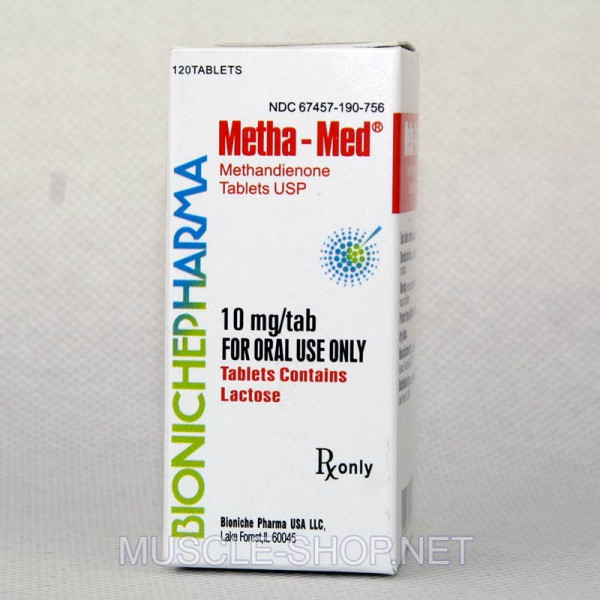 120TABLETS
NDC 67457-190-756
Metha-Med®
Methandienone
Tablets USP
BIONICHEPHARMA
10 mg/tab
FOR ORAL USE ONLY
Tablets Contains
Lactose
Rx only
Bioniche Pharma USA LLC,
Lake Forest,IL 60045
MUSCLE-SHOP.NET